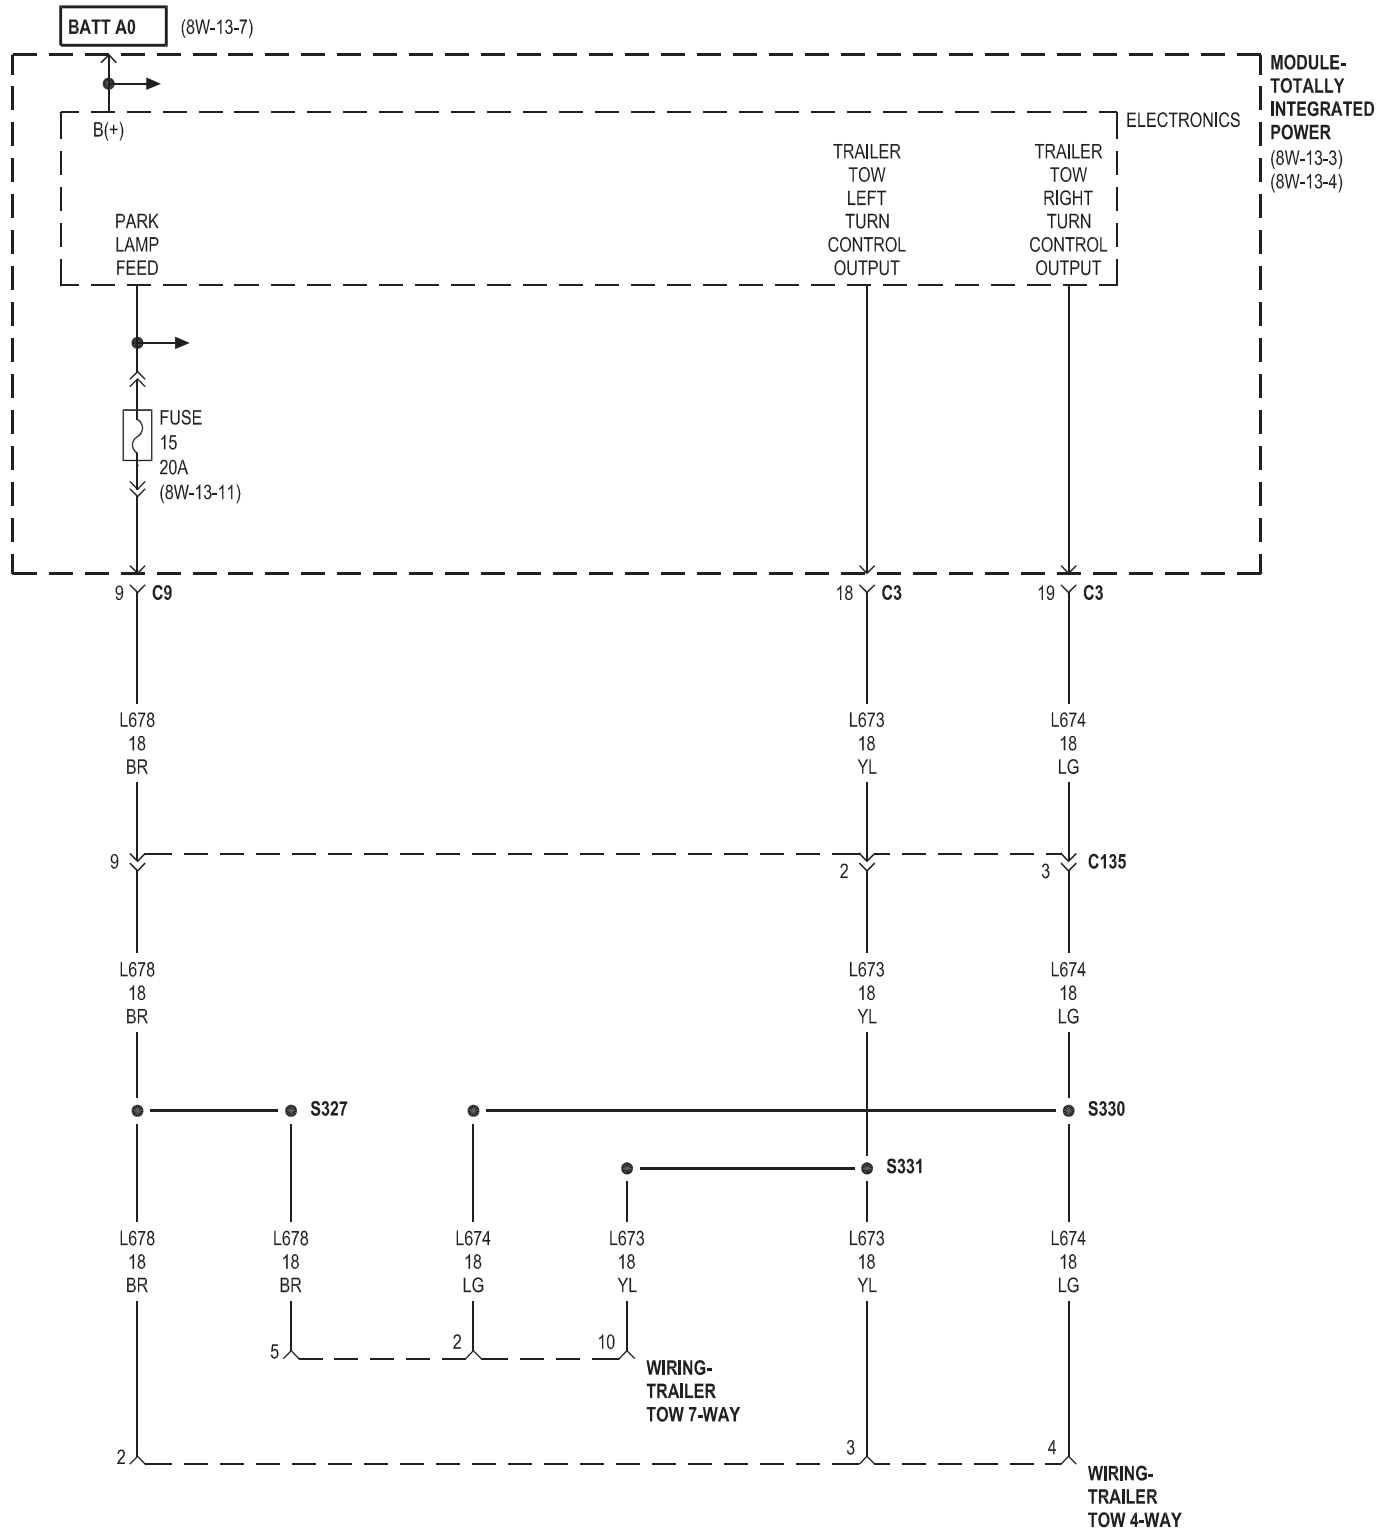 BATT A0
(8W-13-7)
MODULE-
TOTALLY
INTEGRATED
POWER
(8W-13-3)
(8W-13-4)
ELECTRONICS
B(+)
PARK
LAMP
FEED
TRAILER
TOW
LEFT
TURN
CONTROL
OUTPUT
TRAILER
TOW
RIGHT
TURN
CONTROL
OUTPUT
FUSE
15
20A
(8W-13-11)
9
C9
18
C3
19
C3
L678
18
BR
L673
18
YL
L674
18
LG
9
2
3
C135
L678
18
BR
L673
18
YL
L674
18
LG
S327
S330
S331
L678
18
BR
L678
18
BR
L674
18
LG
L673
18
YL
L673
18
YL
L674
18
LG
5
2
10
WIRING-
TRAILER
TOW 7-WAY
2
3
4
WIRING-
TRAILER
TOW 4-WAY